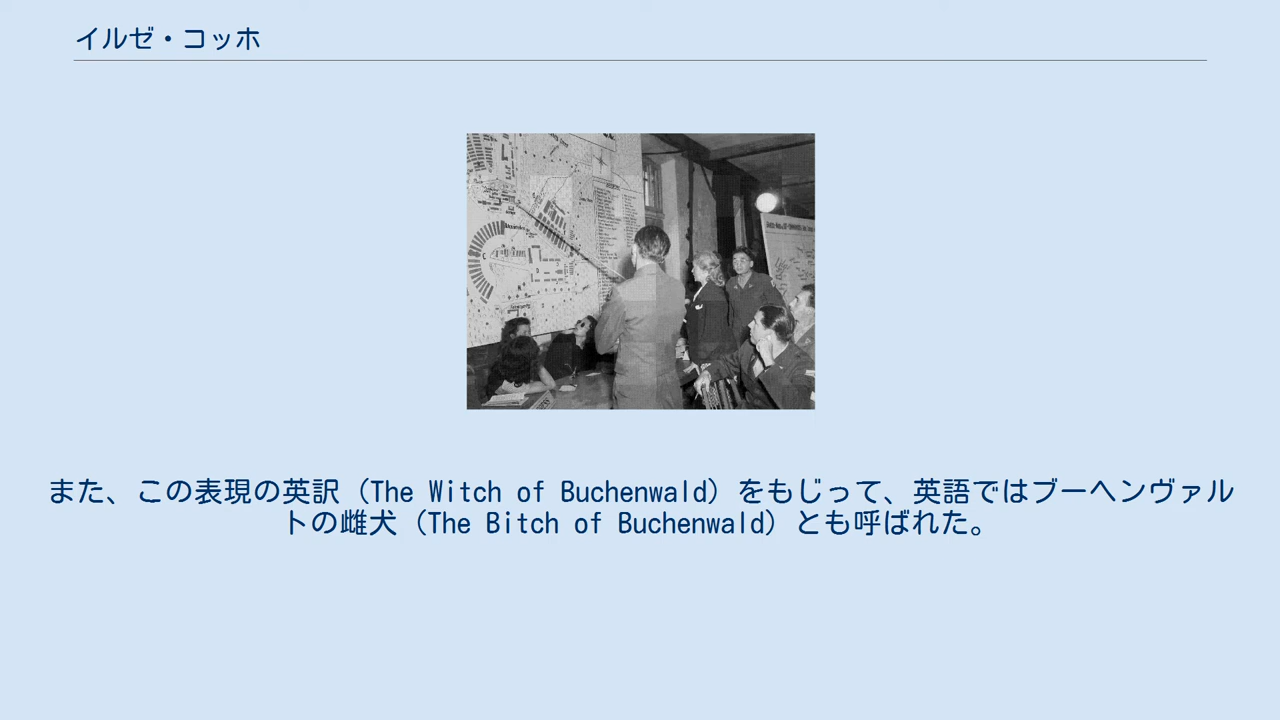 イルゼ・コッホ
また、この表現の英訳（The Witch of Buchenwald）をもじって、英語ではブーヘンヴァル
トの雌犬（The Bitch of Buchenwald）とも呼ばれた。